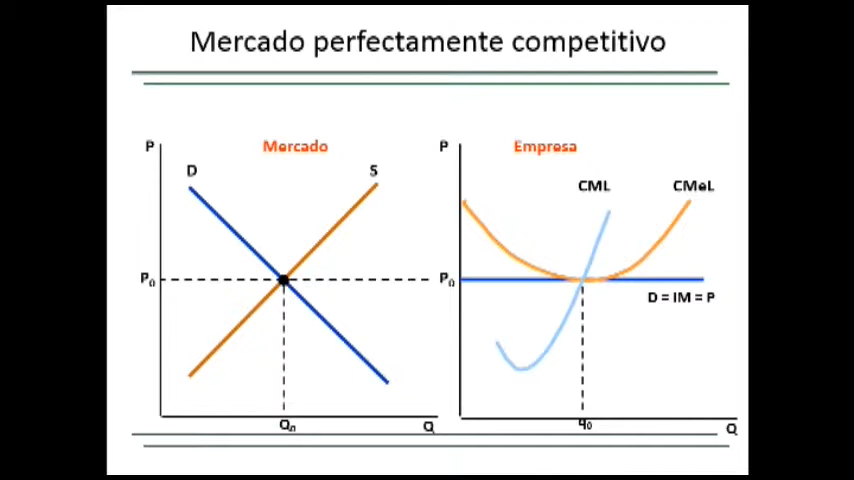 Mercado perfectamente competitivo
P
Mercado
D
S
P₀
Q₀
Q
P
Empresa
CML
CMeL
P₀
D = IM = P
q₀
Q